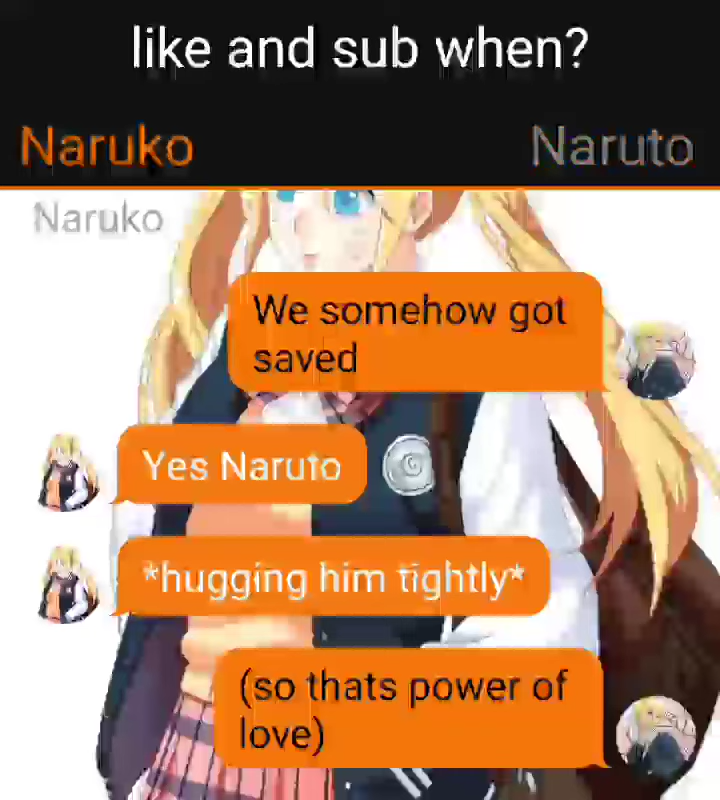 like and sub when?
Naruko
Naruto
Naruko
We somehow got
saved
Yes Naruto
*hugging him tightly*
(so thats power of
love)